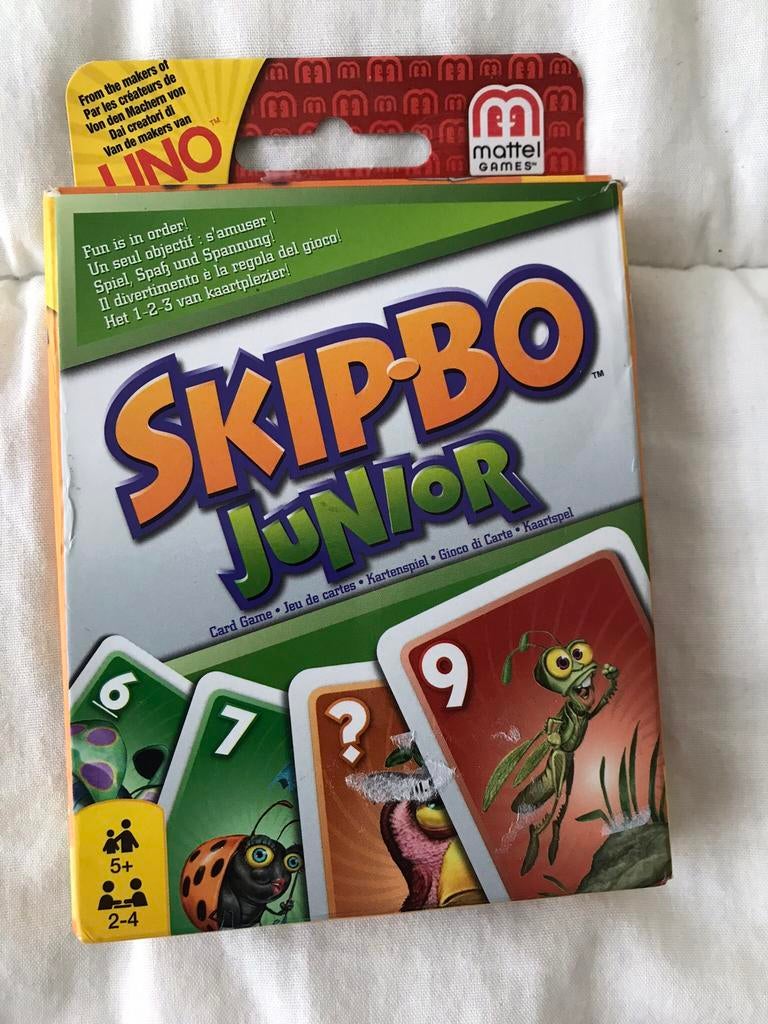 From the makers of
Par les créateurs de
Von den Machern von
Dai creatori di
Van de makers van
UNO™
mattel
GAMES™
Fun is in order!
Un seul objectif : s'amuser !
Spiel, Spaß und Spannung!
Il divertimento è la regola del gioco!
Het 1-2-3 van kaartplezier!
SKIP·BO™
JUNIOR
Card Game • Jeu de cartes • Kartenspiel • Gioco di Carte • Kaartspel
6
7
?
9
5+
2-4